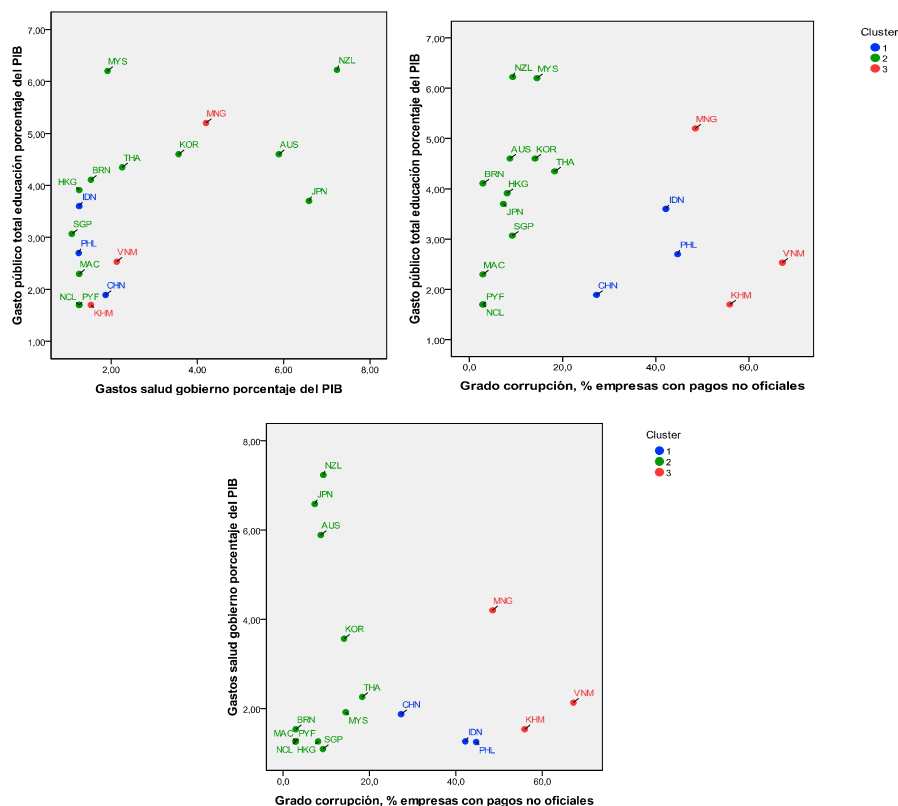 7,00
6,00
5,00
4,00
3,00
2,00
1,00
Gasto público total educación porcentaje del PIB
MYS
NZL
MNG
KOR
AUS
THA
BRN
HKG
IDN
JPN
SGP
PHL
VNM
MAC
CHN
NCL PYF
KHM
2,00 4,00 6,00 8,00
Gastos salud gobierno porcentaje del PIB
7,00
6,00
5,00
4,00
3,00
2,00
1,00
Gasto público total educación porcentaje del PIB
NZL MYS
MNG
AUS KOR
THA
BRN
HKG
JPN
IDN
SGP
PHL
VNM
MAC
CHN
PYF
NCL
KHM
0,0 20,0 40,0 60,0
Grado corrupción, % empresas con pagos no oficiales
Cluster
1
2
3
8,00
6,00
4,00
2,00
Gastos salud gobierno porcentaje del PIB
NZL
JPN
AUS
MNG
KOR
THA
CHN
VNM
MYS
BRN
KHM
MAC PYF
SGP
IDN
NCL HKG
PHL
0,0 20,0 40,0 60,0
Grado corrupción, % empresas con pagos no oficiales
Cluster
1
2
3